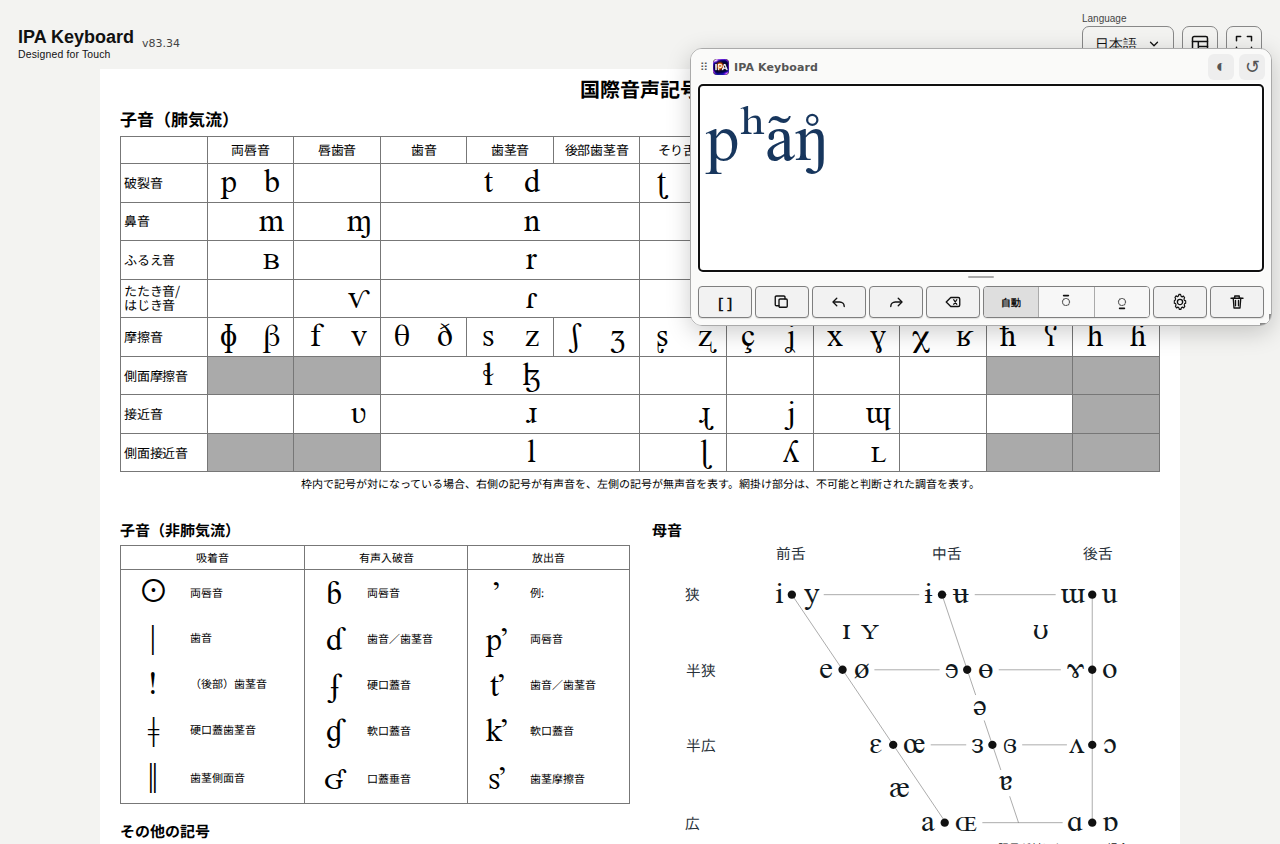 IPA Keyboard v83.34
Designed for Touch
Language
日本語
IPA Keyboard
pʰãŋ̊
[ ]
自動
国際音声記号
子音（肺気流）
両唇音 唇歯音 歯音 歯茎音 後部歯茎音
破裂音 p b t d ʈ
鼻音 m ɱ n
ふるえ音 ʙ r
たたき音/
はじき音 ⱱ ɾ
摩擦音 ɸ β f v θ ð s z ʃ ʒ ʂ ʐ ç ʝ x ɣ χ ʁ ħ ʕ h ɦ
側面摩擦音 ɬ ɮ
接近音 ʋ ɹ ɻ j ɰ
側面接近音 l ɭ ʎ ʟ
枠内で記号が対になっている場合、右側の記号が有声音を、左側の記号が無声音を表す。網掛け部分は、不可能と判断された調音を表す。
子音（非肺気流）
吸着音 有声入破音 放出音
ʘ 両唇音 ɓ 両唇音 ʼ 例:
ǀ 歯音 ɗ 歯音／歯茎音 pʼ 両唇音
ǃ （後部）歯茎音 ʄ 硬口蓋音 tʼ 歯音／歯茎音
ǂ 硬口蓋歯茎音 ɠ 軟口蓋音 kʼ 軟口蓋音
ǁ 歯茎側面音 ʛ 口蓋垂音 sʼ 歯茎摩擦音
その他の記号
母音
前舌 中舌 後舌
狭 i y ɨ ʉ ɯ u
ɪ ʏ ʊ
半狭 e ø ɘ ɵ ɤ o
ə
半広 ɛ œ ɜ ɞ ʌ ɔ
æ ɐ
広 a ɶ ɑ ɒ